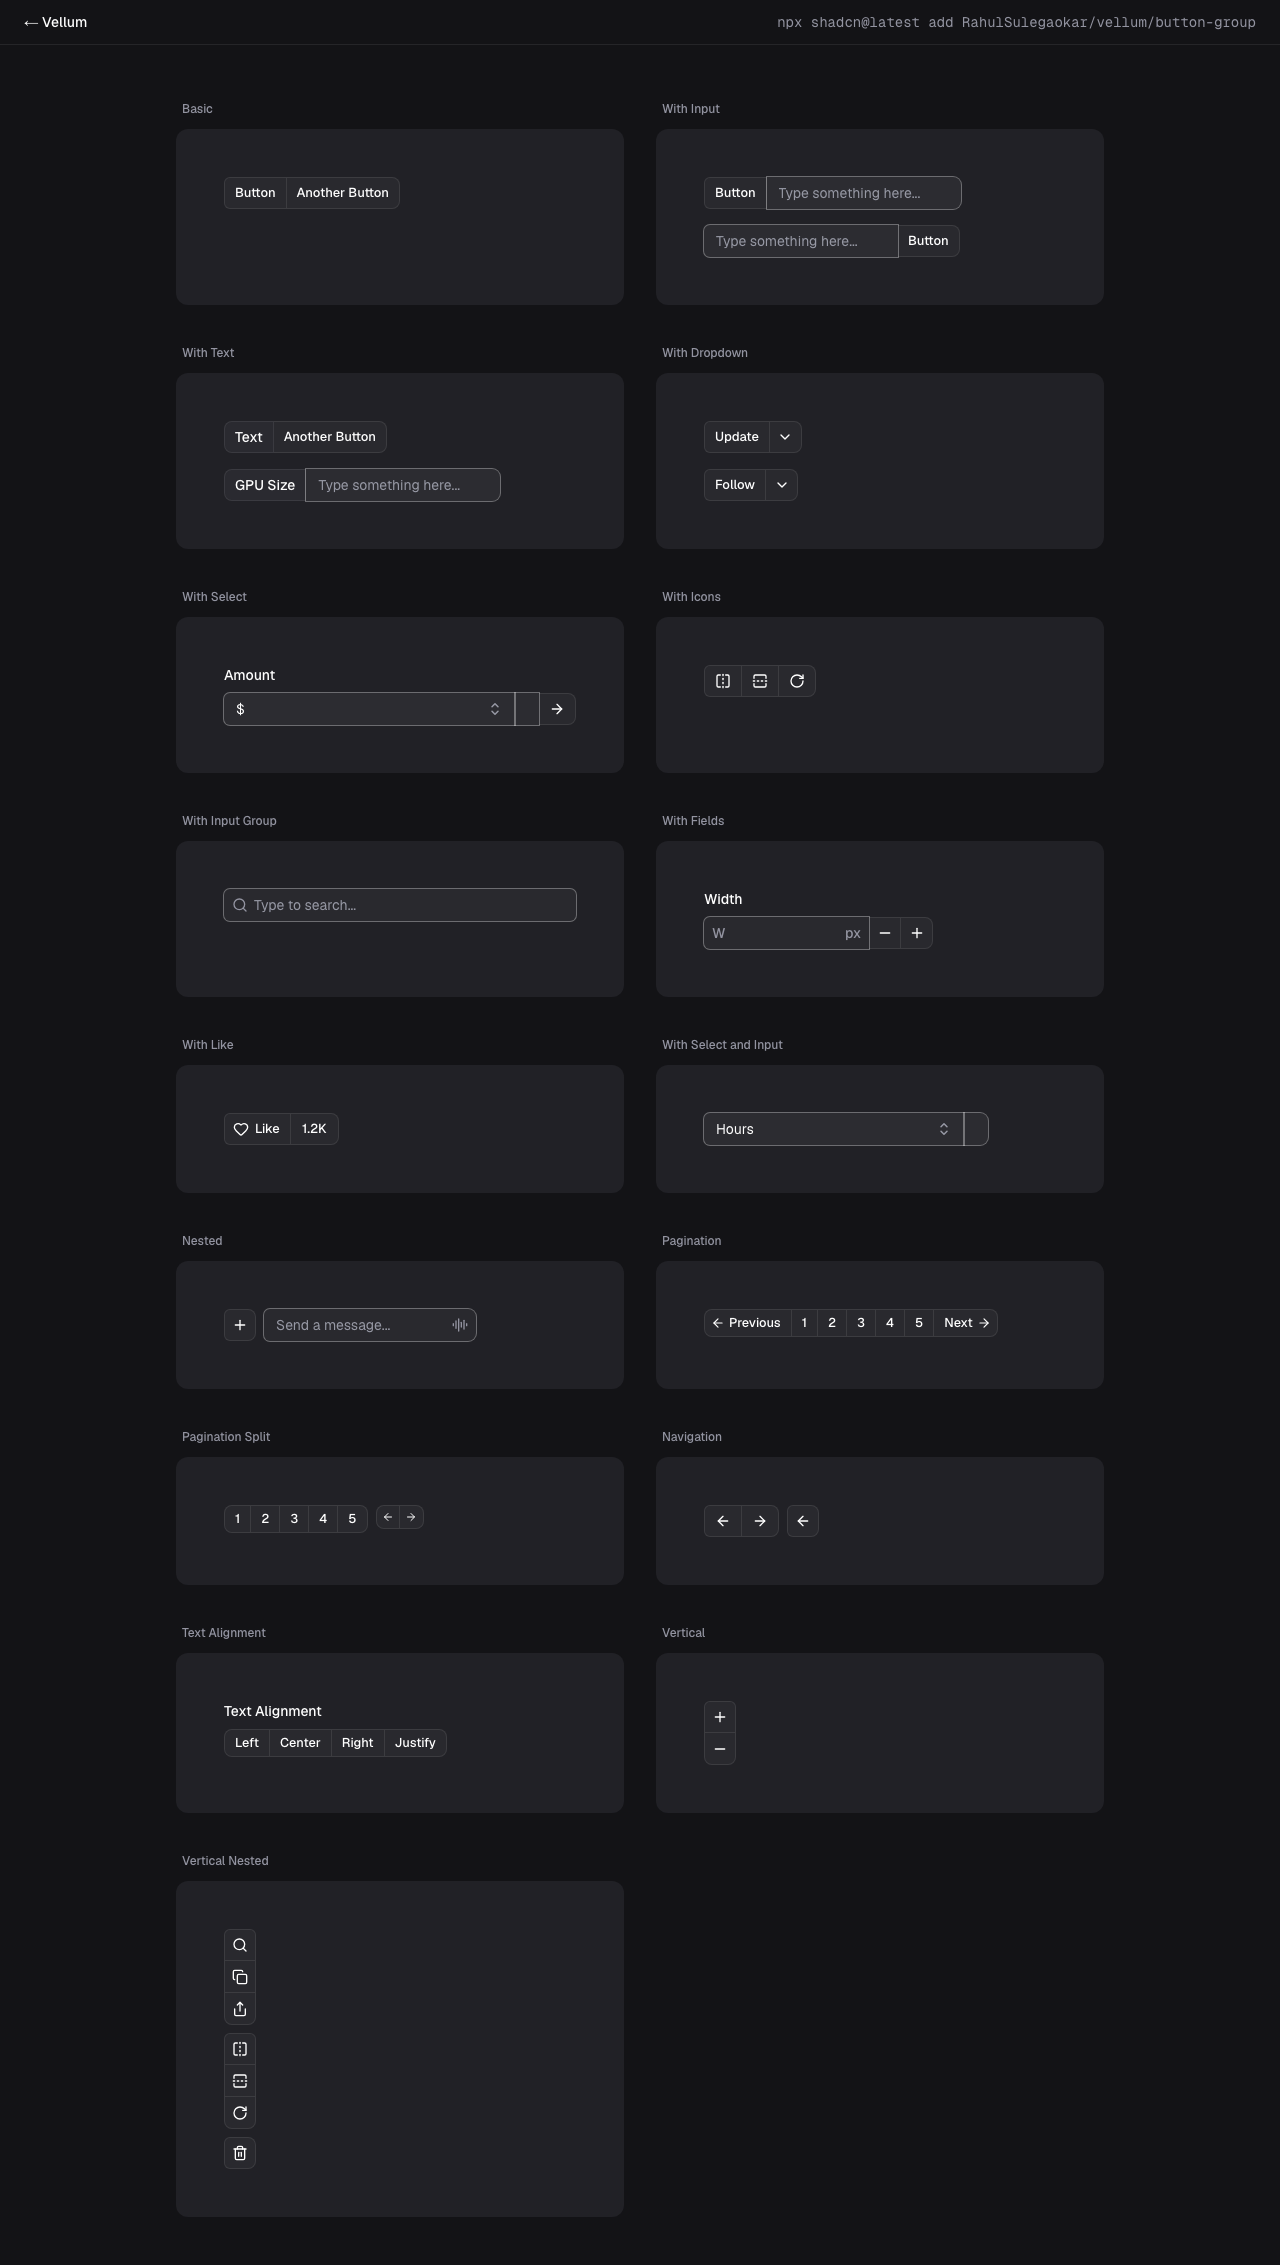 ← Vellum
npx shadcn@latest add RahulSulegaokar/vellum/button-group
Basic
Button Another Button
With Input
Button Type something here...
Type something here... Button
With Text
Text Another Button
GPU Size Type something here...
With Dropdown
Update
Follow
With Select
Amount
$
With Icons
With Input Group
Type to search...
With Fields
Width
W px
With Like
Like 1.2K
With Select and Input
Hours
Nested
Send a message...
Pagination
← Previous 1 2 3 4 5 Next →
Pagination Split
1 2 3 4 5 ← →
Navigation
← → ←
Text Alignment
Text Alignment
Left Center Right Justify
Vertical
Vertical Nested